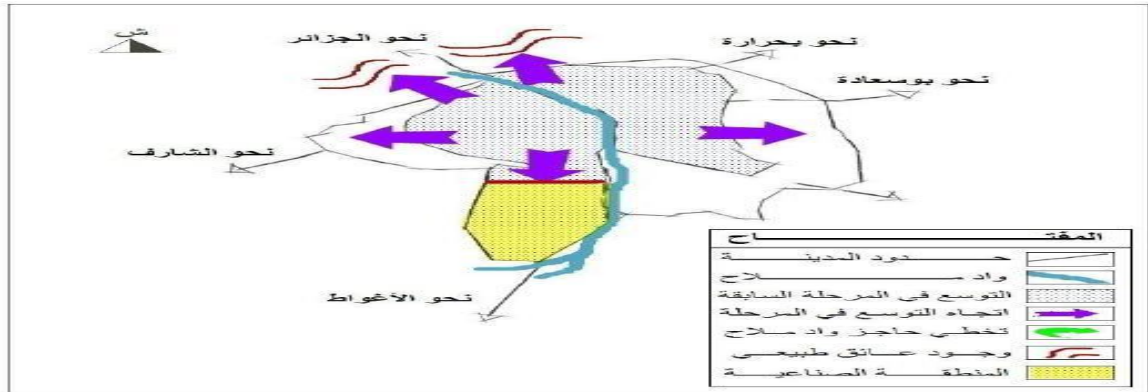 ش
نحو الجزائر
نحو بحرارة
نحو بوسعادة
نحو الشارف
نحو الأغواط
المفتاح
حدود المدينة
واد ملاح
التوسع في المرحلة السابقة
اتجاه التوسع في المرحلة
تخطي حاجز واد ملاح
وجود عائق طبيعي
المنطقة الصناعية